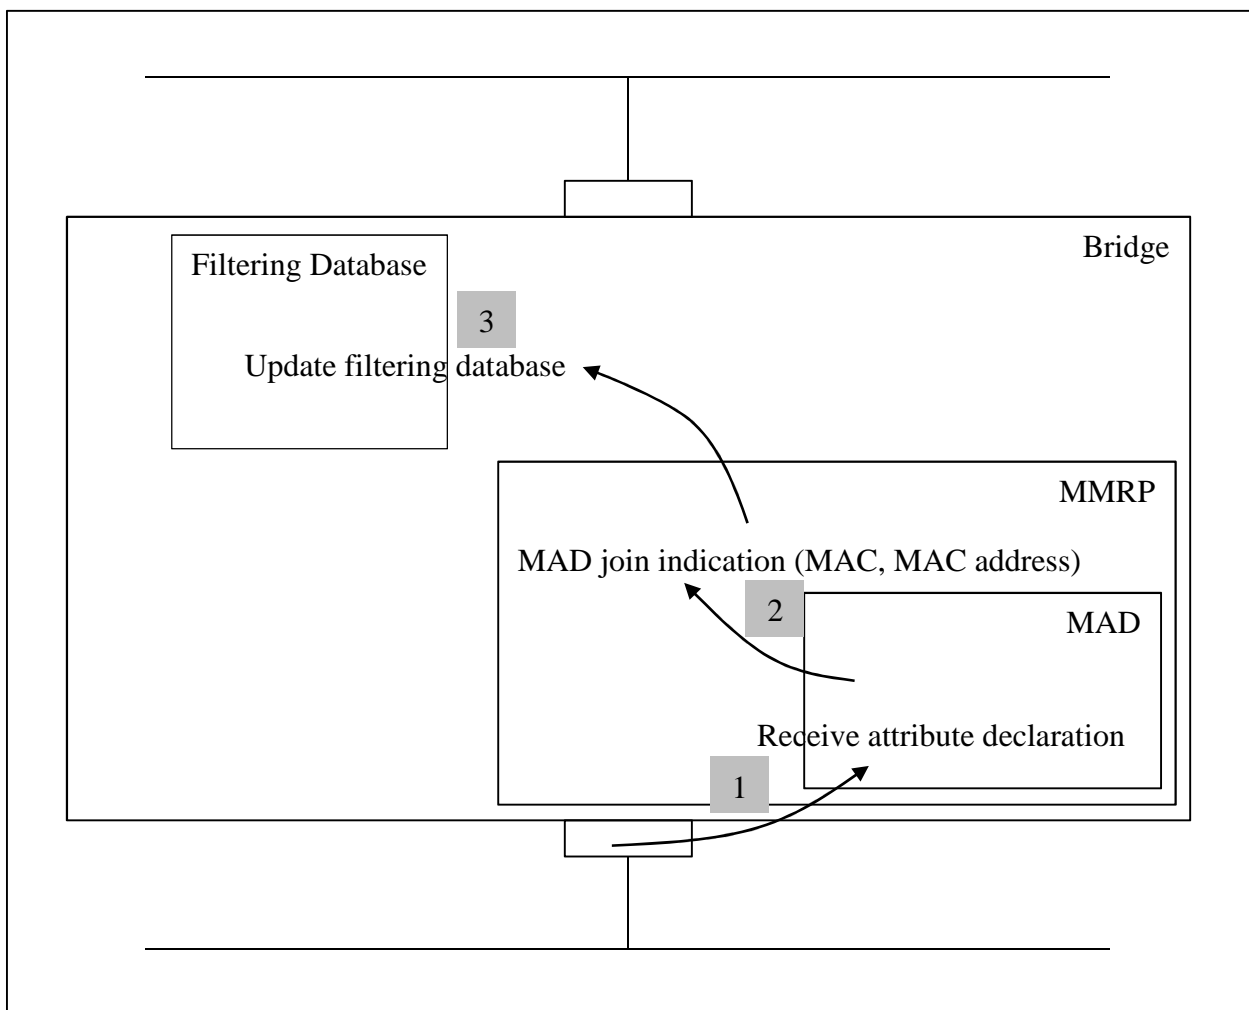 Bridge
Filtering Database
3
Update filtering database
MMRP
MAD join indication (MAC, MAC address)
2
MAD
Receive attribute declaration
1